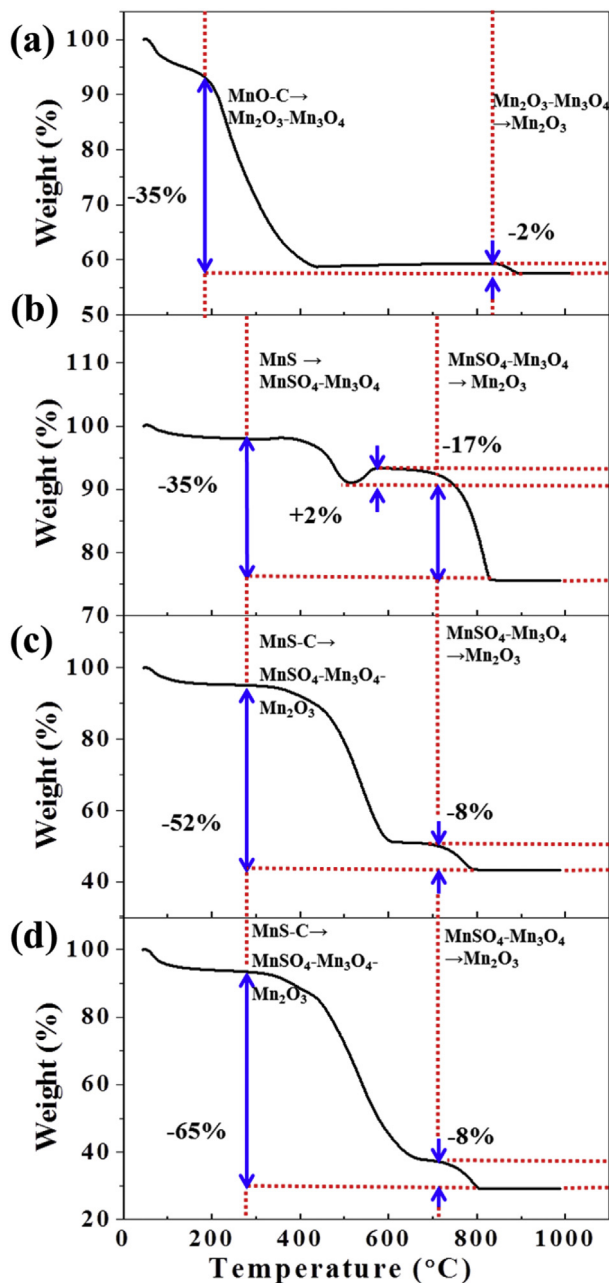 (a)
100
90
80
70
60
50
Weight (%)
MnO-C→
Mn₂O₃-Mn₃O₄
Mn₂O₃-Mn₃O₄
→Mn₂O₃
-35%
-2%
(b)
110
100
90
80
70
Weight (%)
MnS →
MnSO₄-Mn₃O₄
MnSO₄-Mn₃O₄
→ Mn₂O₃
-17%
-35%
+2%
(c)
100
80
60
40
Weight (%)
MnS-C→
MnSO₄-Mn₃O₄-
Mn₂O₃
MnSO₄-Mn₃O₄
→Mn₂O₃
-52%
-8%
(d)
100
80
60
40
20
Weight (%)
MnS-C→
MnSO₄-Mn₃O₄-
Mn₂O₃
MnSO₄-Mn₃O₄
→Mn₂O₃
-65%
-8%
0 200 400 600 800 1000
Temperature (°C)